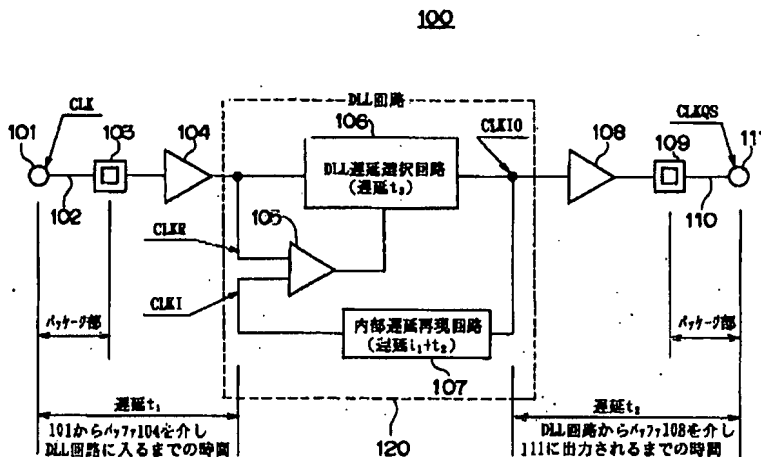 100
CLK
DLL回路
CLKIO
CLKQS
101
103
104
106
108
109
111
DLL遅延選択回路
(遅延t₃)
102
105
110
CLKR
CLKI
内部遅延再現回路
(遅延t₁+t₂)
パッケージ部
パッケージ部
107
遅延t₁
遅延t₂
101からバッファ104を介し
DLL回路に入るまでの時間
120
DLL回路からバッファ108を介し
111に出力されるまでの時間